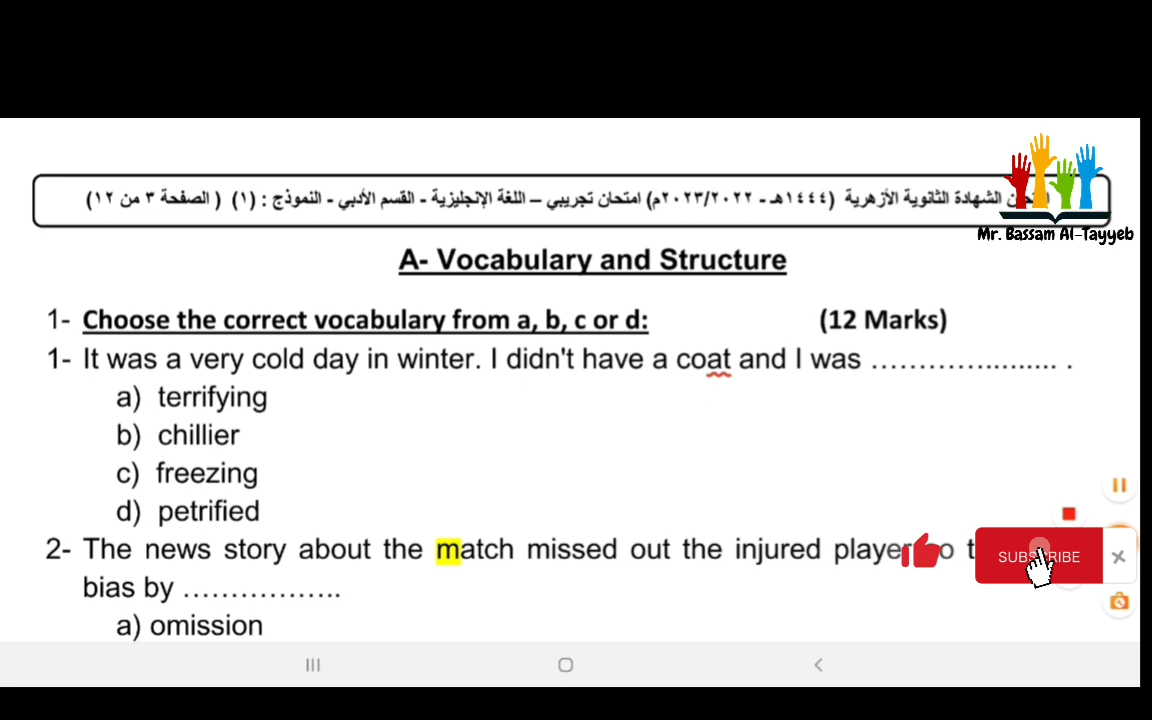 الشهادة الثانوية الأزهرية (١٤٤٤هـ - ٢٠٢٣/٢٠٢٢م) امتحان تجريبي – اللغة الإنجليزية - القسم الأدبي - النموذج : (١) ( الصفحة ٣ من ١٢)
Mr. Bassam Al-Tayyeb
A- Vocabulary and Structure
1- Choose the correct vocabulary from a, b, c or d: (12 Marks)
1- It was a very cold day in winter. I didn't have a coat and I was …………......... .
a) terrifying
b) chillier
c) freezing
d) petrified
2- The news story about the match missed out the injured
SUBSCRIBE
bias by ……………..
a) omission